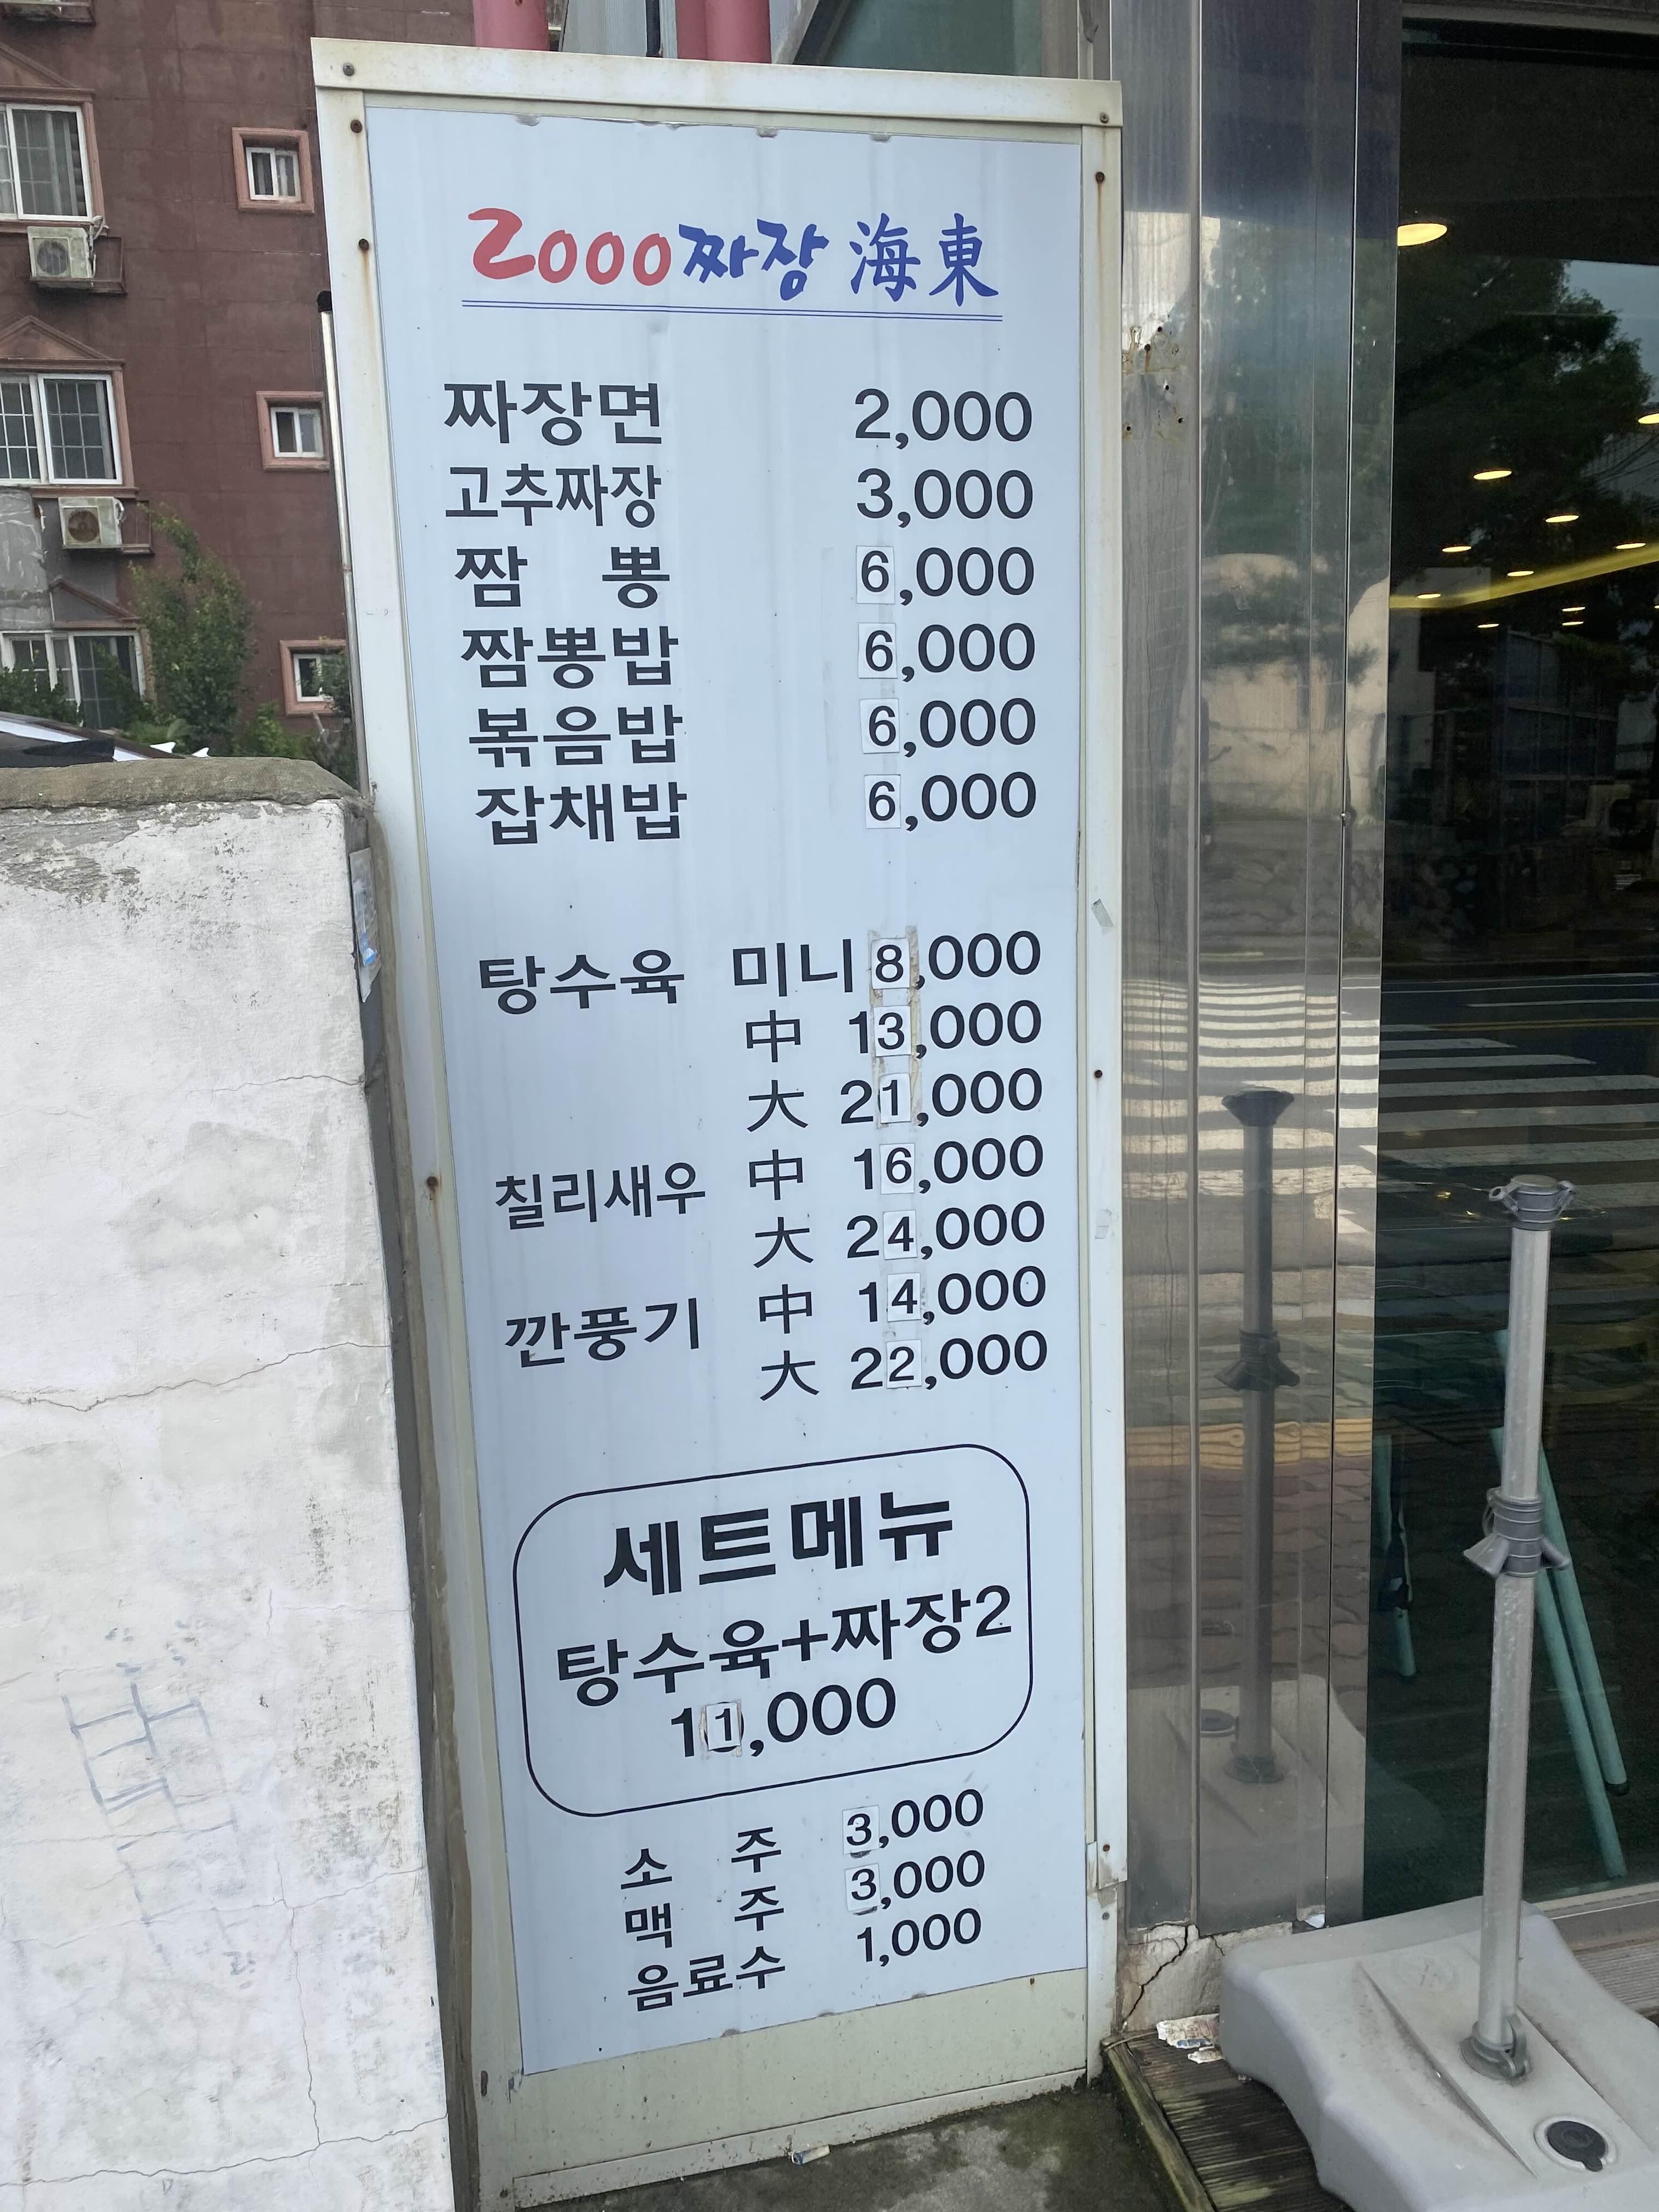 2000짜장 海東
짜장면 2,000
고추짜장 3,000
짬 뽕 6,000
짬뽕밥 6,000
볶음밥 6,000
잡채밥 6,000
탕수육 미니 8,000
中 13,000
大 21,000
칠리새우 中 16,000
大 24,000
깐풍기 中 14,000
大 22,000
세트메뉴
탕수육+짜장2
11,000
소 주 3,000
맥 주 3,000
음료수 1,000